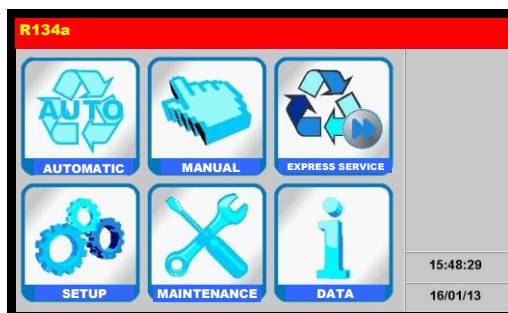 R134a
AUTO
AUTOMATIC
MANUAL
EXPRESS SERVICE
SETUP
MAINTENANCE
DATA
15:48:29
16/01/13